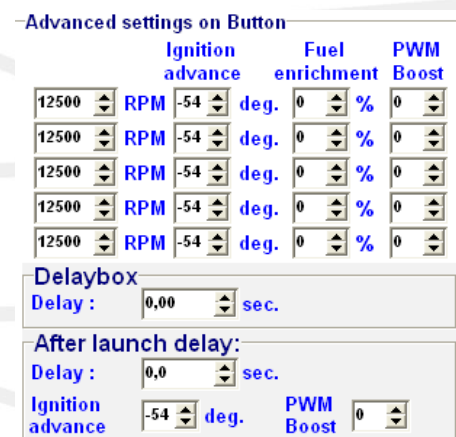 Advanced settings on Button
Ignition advance Fuel enrichment PWM Boost
12500 RPM -54 deg. 0 % 0
12500 RPM -54 deg. 0 % 0
12500 RPM -54 deg. 0 % 0
12500 RPM -54 deg. 0 % 0
12500 RPM -54 deg. 0 % 0
Delaybox
Delay : 0,00 sec.
After launch delay:
Delay : 0,0 sec.
Ignition advance -54 deg. PWM Boost 0